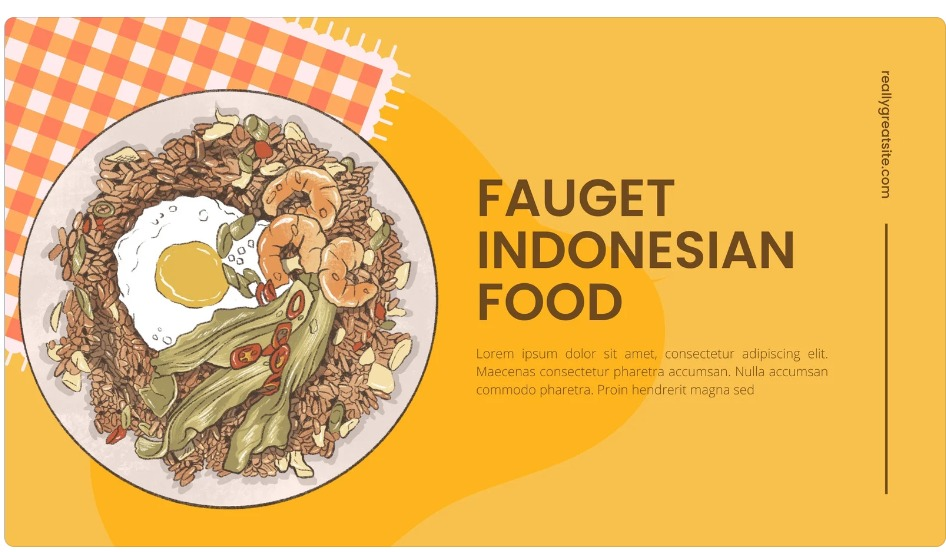 FAUGET
INDONESIAN
FOOD
Lorem ipsum dolor sit amet, consectetur adipiscing elit.
Maecenas consectetur pharetra accumsan. Nulla accumsan
commodo pharetra. Proin hendrerit magna sed
reallygreatsite.com